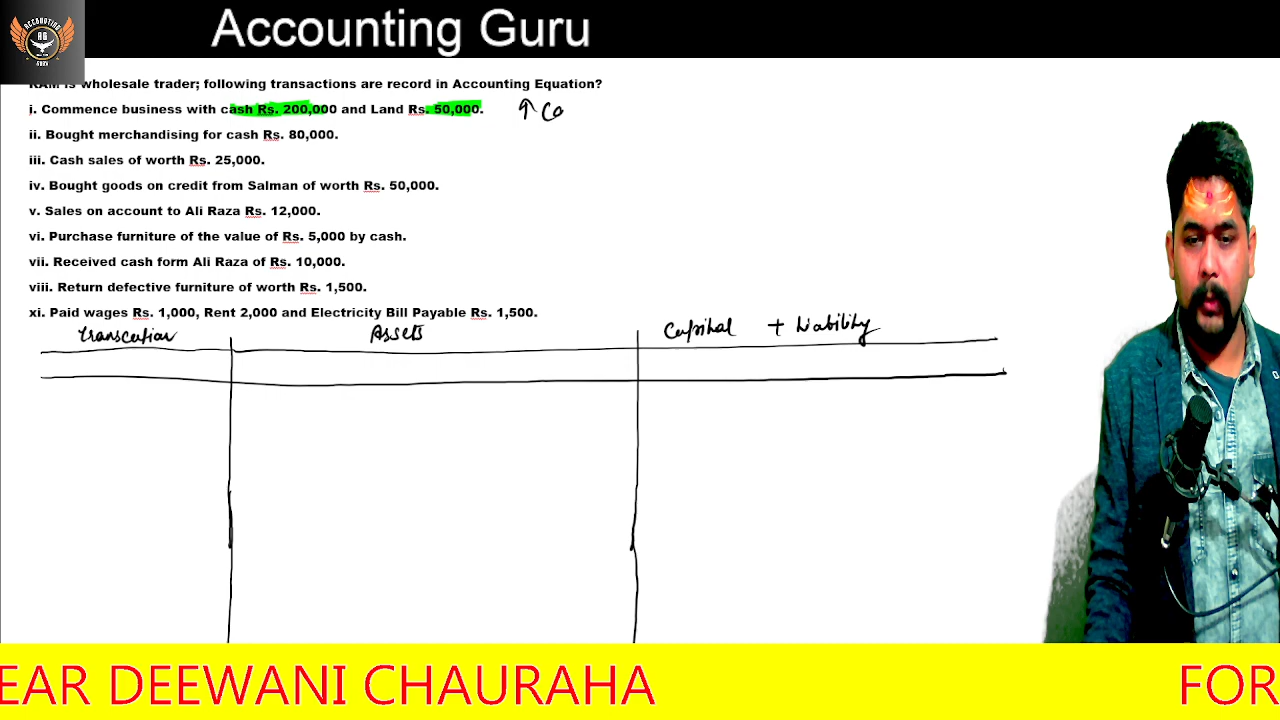 Accounting Guru
ACCOUNTING
AG
GURU
RAM is wholesale trader; following transactions are record in Accounting Equation?
i. Commence business with cash Rs. 200,000 and Land Rs. 50,000. ↑ Ca
ii. Bought merchandising for cash Rs. 80,000.
iii. Cash sales of worth Rs. 25,000.
iv. Bought goods on credit from Salman of worth Rs. 50,000.
v. Sales on account to Ali Raza Rs. 12,000.
vi. Purchase furniture of the value of Rs. 5,000 by cash.
vii. Received cash form Ali Raza of Rs. 10,000.
viii. Return defective furniture of worth Rs. 1,500.
xi. Paid wages Rs. 1,000, Rent 2,000 and Electricity Bill Payable Rs. 1,500.
Transcation Assets Capital + Liability
EAR DEEWANI CHAURAHA FOR